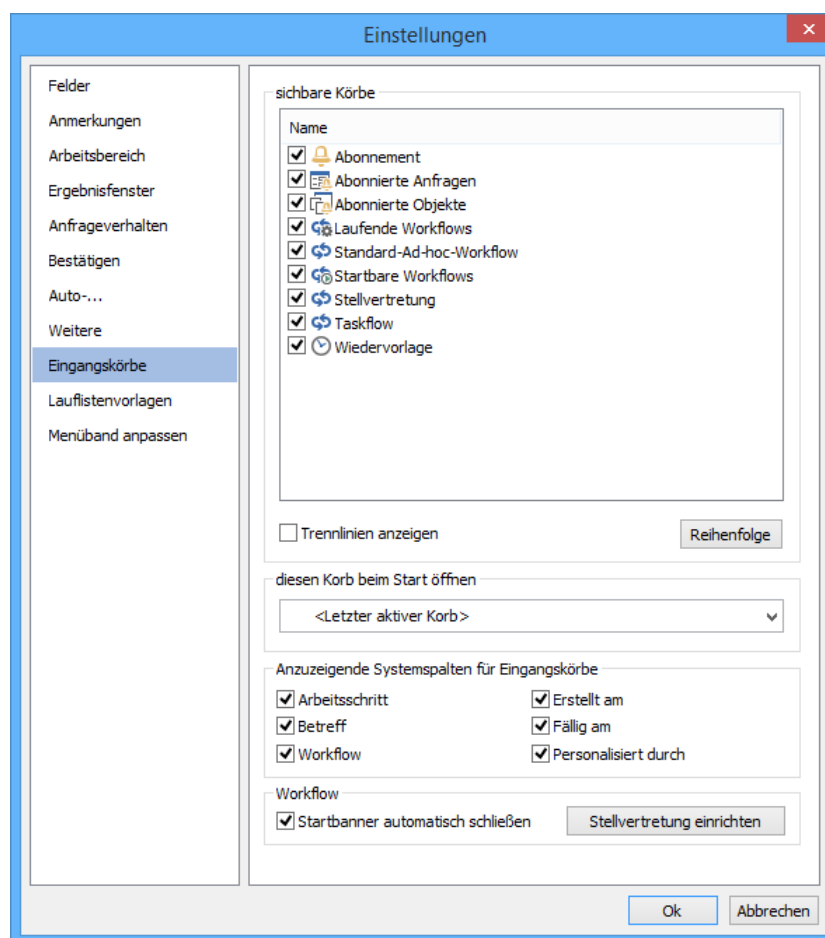 Einstellungen
Felder
Anmerkungen
Arbeitsbereich
Ergebnisfenster
Anfrageverhalten
Bestätigen
Auto-...
Weitere
Eingangskörbe
Lauflistenvorlagen
Menüband anpassen
sichbare Körbe
Name
Abonnement
Abonnierte Anfragen
Abonnierte Objekte
Laufende Workflows
Standard-Ad-hoc-Workflow
Startbare Workflows
Stellvertretung
Taskflow
Wiedervorlage
Trennlinien anzeigen Reihenfolge
diesen Korb beim Start öffnen
<Letzter aktiver Korb>
Anzuzeigende Systemspalten für Eingangskörbe
Arbeitsschritt Erstellt am
Betreff Fällig am
Workflow Personalisiert durch
Workflow
Startbanner automatisch schließen Stellvertretung einrichten
Ok Abbrechen